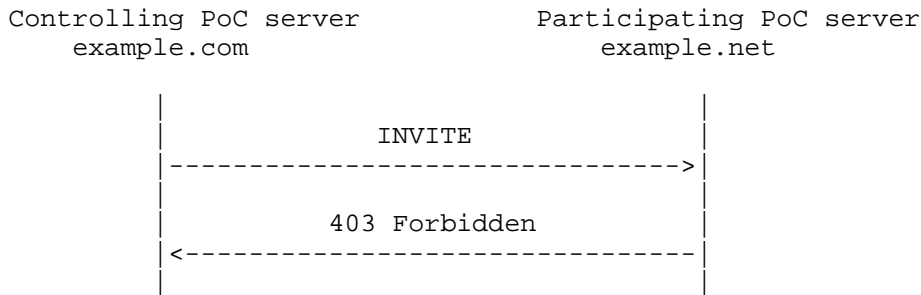 Controlling PoC server Participating PoC server
example.com example.net
INVITE
403 Forbidden